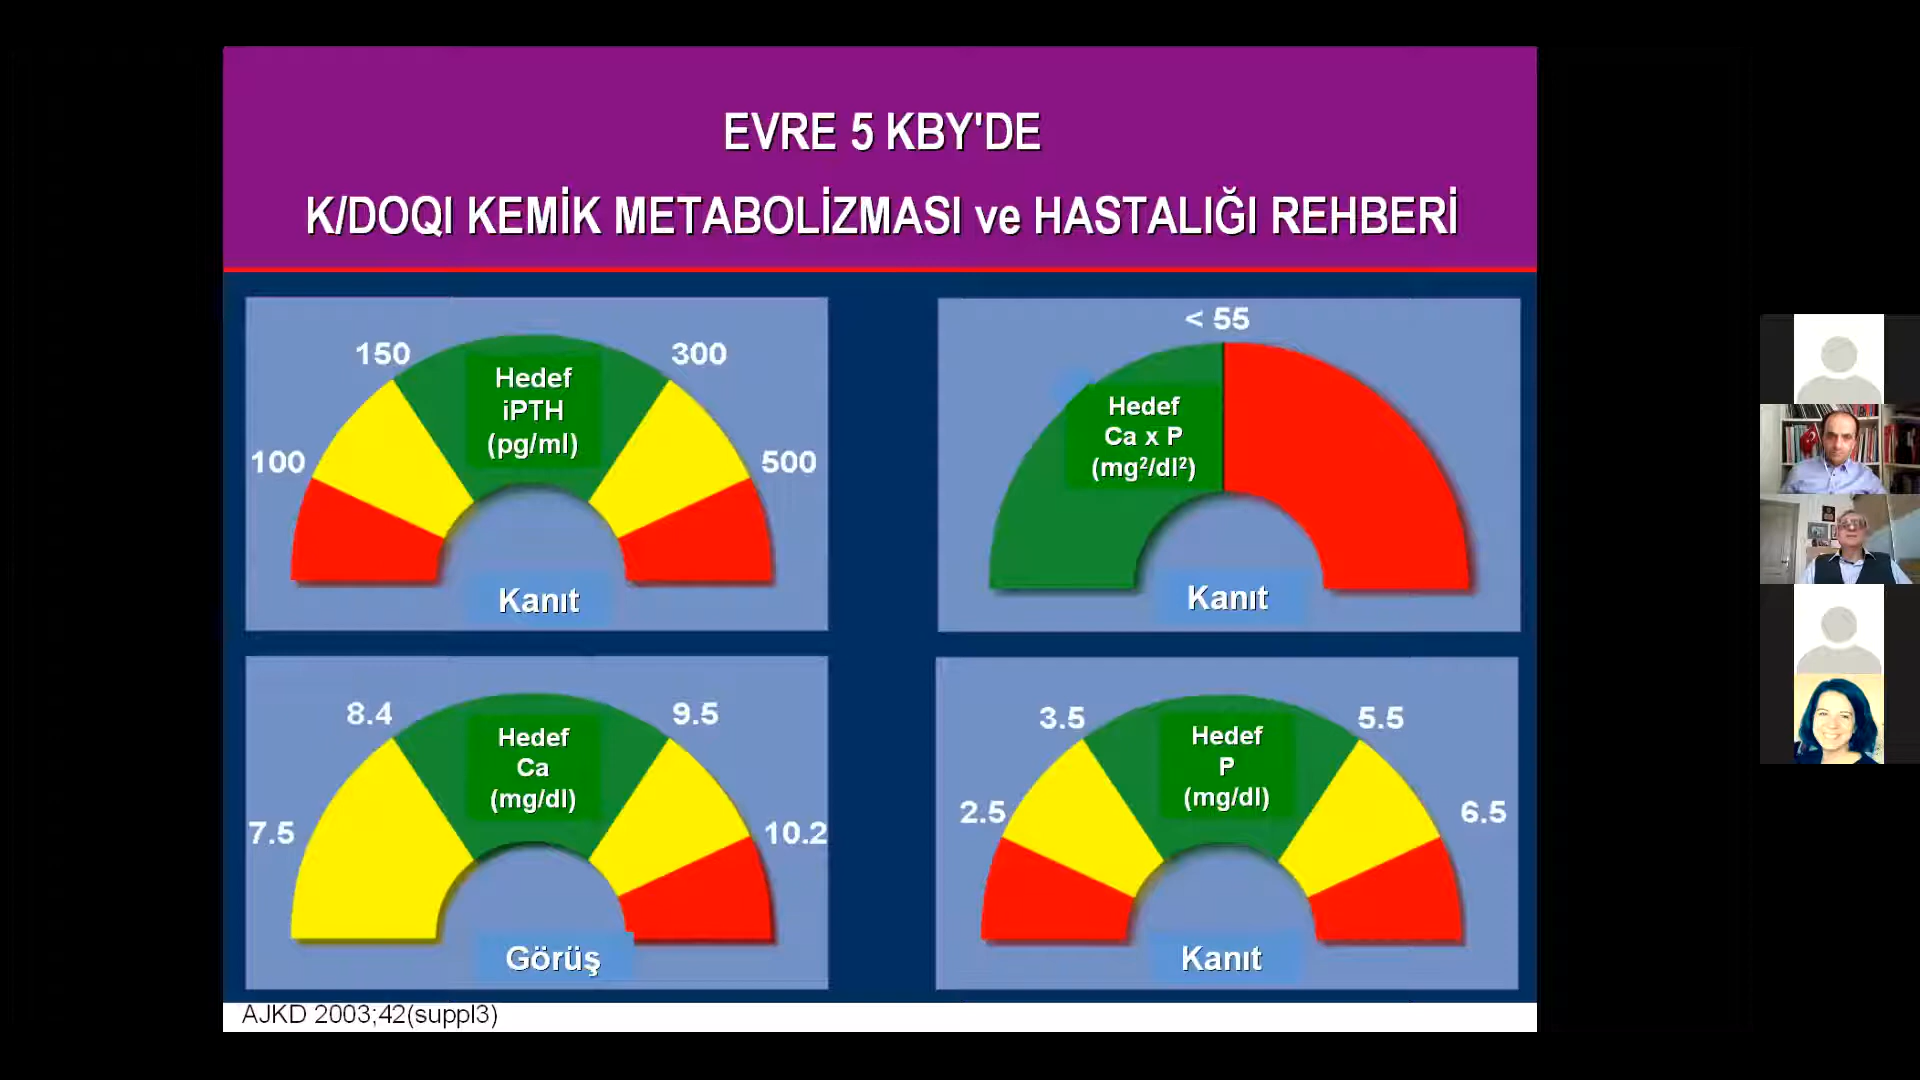 EVRE 5 KBY'DE
K/DOQI KEMİK METABOLİZMASI ve HASTALIĞI REHBERİ
150
300
Hedef
iPTH
(pg/ml)
100
500
Kanıt
< 55
Hedef
Ca x P
(mg²/dl²)
Kanıt
8.4
9.5
Hedef
Ca
(mg/dl)
7.5
10.2
Görüş
3.5
5.5
Hedef
P
(mg/dl)
2.5
6.5
Kanıt
AJKD 2003;42(suppl3)